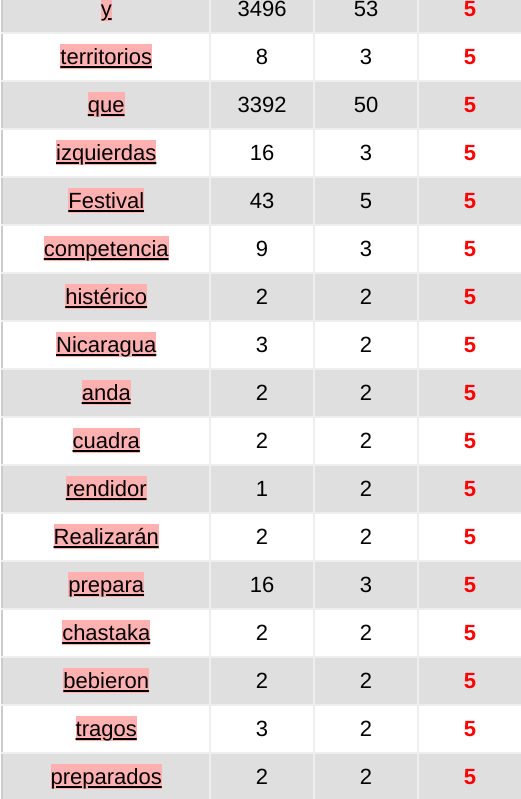 y 3496 53 5
territorios 8 3 5
que 3392 50 5
izquierdas 16 3 5
Festival 43 5 5
competencia 9 3 5
histérico 2 2 5
Nicaragua 3 2 5
anda 2 2 5
cuadra 2 2 5
rendidor 1 2 5
Realizarán 2 2 5
prepara 16 3 5
chastaka 2 2 5
bebieron 2 2 5
tragos 3 2 5
preparados 2 2 5